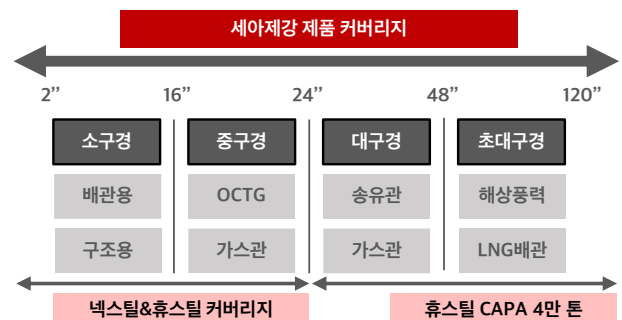 세아제강 제품 커버리지
2” 16” 24” 48” 120”
소구경 중구경 대구경 초대구경
배관용 OCTG 송유관 해상풍력
구조용 가스관 가스관 LNG배관
넥스틸&휴스틸 커버리지 휴스틸 CAPA 4만 톤